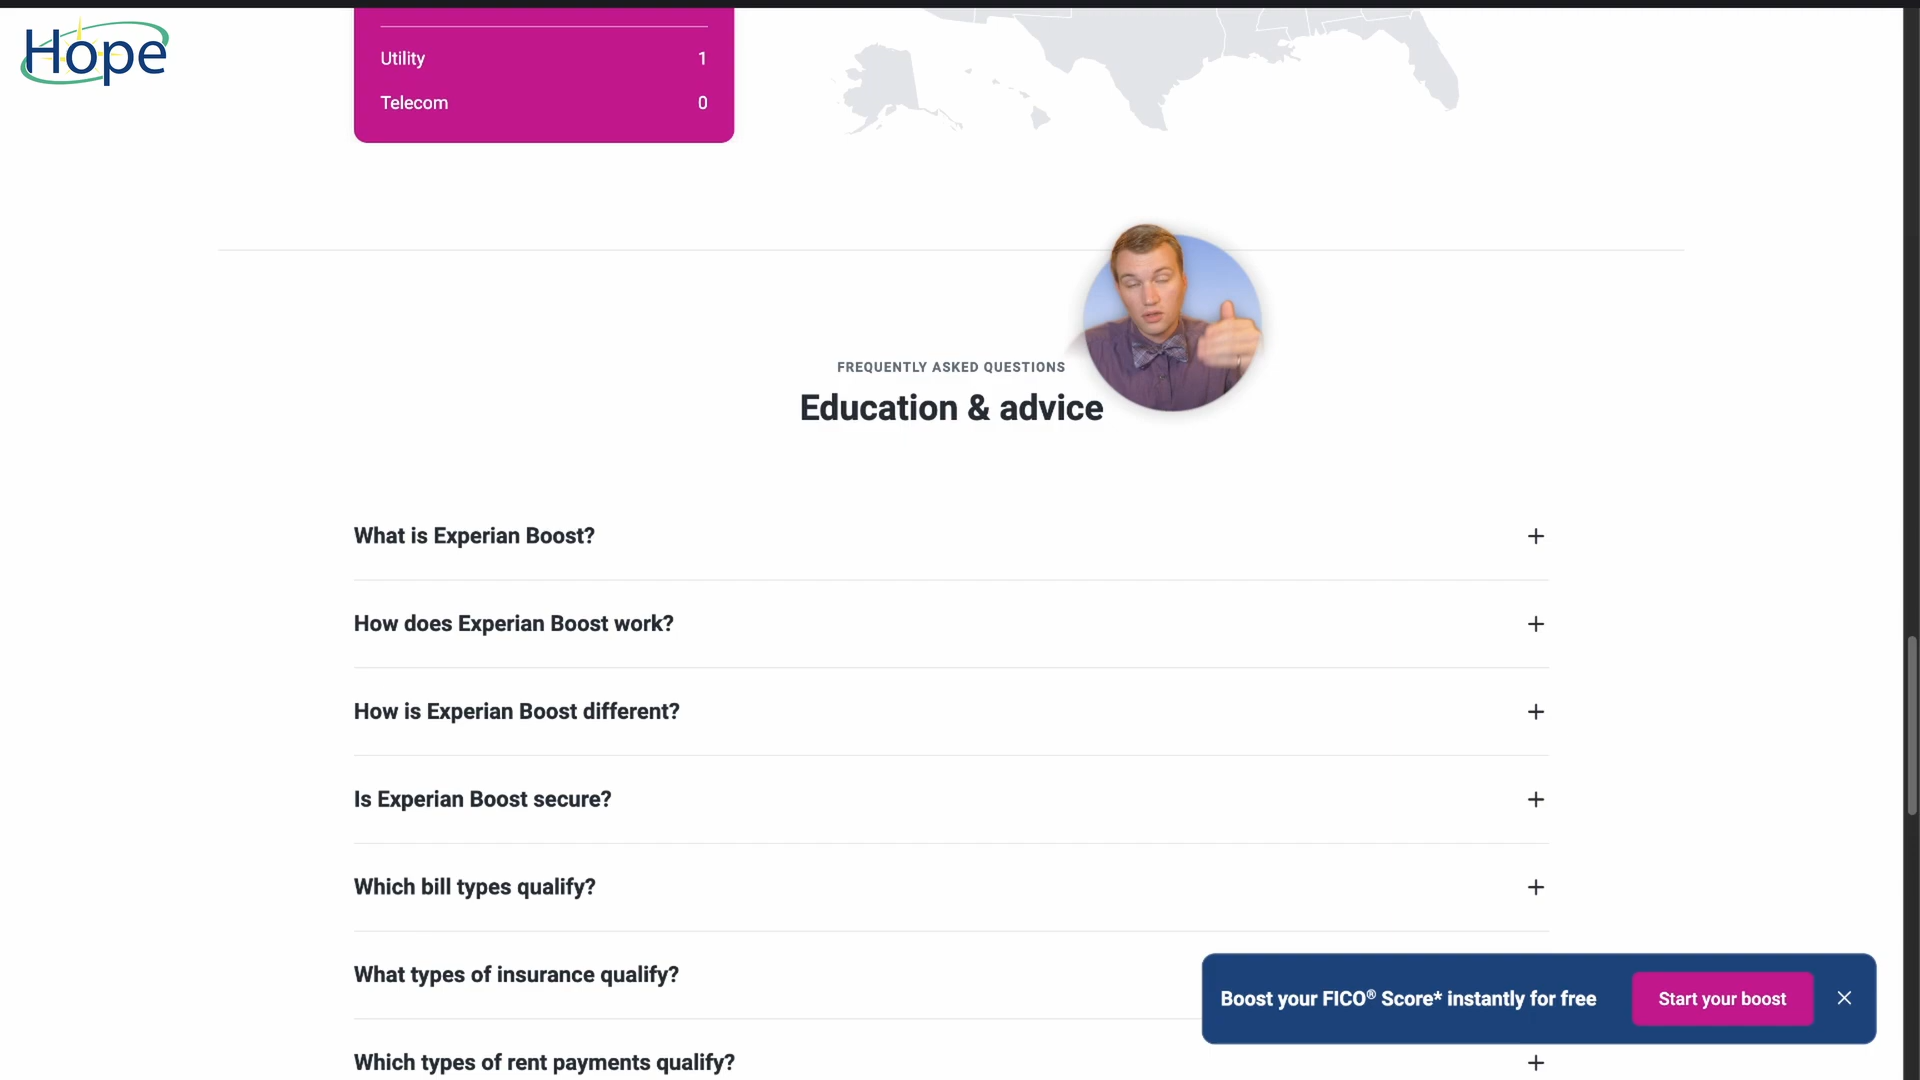 Hope
Utility 1
Telecom 0
FREQUENTLY ASKED QUESTIONS
Education & advice
What is Experian Boost?
How does Experian Boost work?
How is Experian Boost different?
Is Experian Boost secure?
Which bill types qualify?
What types of insurance qualify?
Boost your FICO® Score* instantly for free
Start your boost
Which types of rent payments qualify?